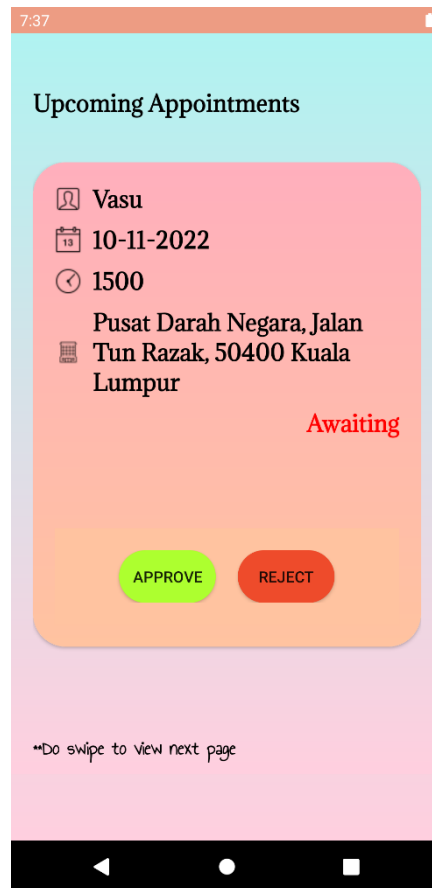 7:37
Upcoming Appointments
Vasu
13
10-11-2022
1500
Pusat Darah Negara, Jalan
Tun Razak, 50400 Kuala
Lumpur
Awaiting
APPROVE
REJECT
**Do swipe to view next page